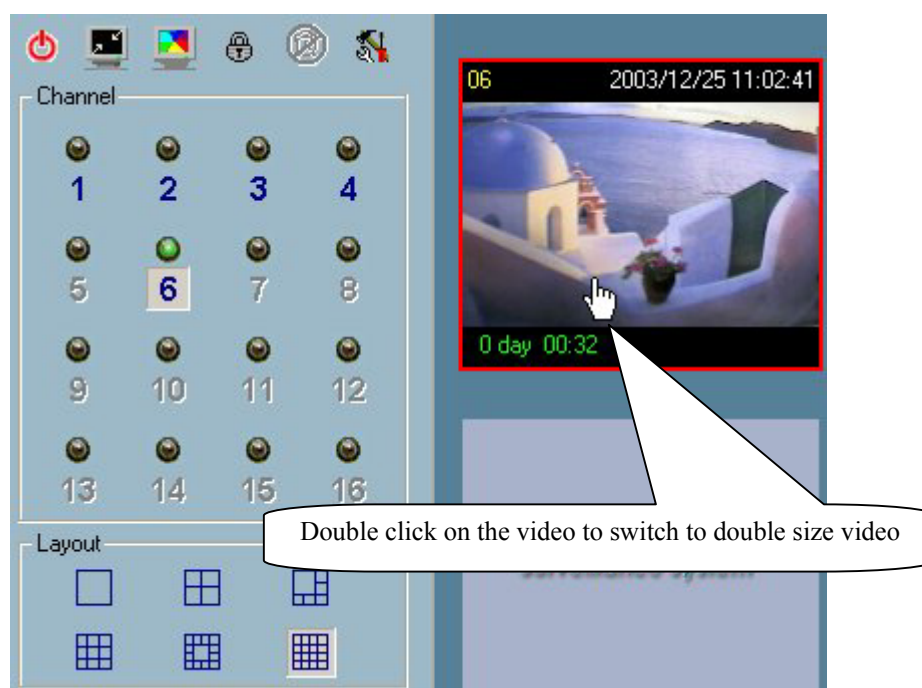 Channel
1 2 3 4
5 6 7 8
9 10 11 12
13 14 15 16
Layout
06 2003/12/25 11:02:41
0 day 00:32
Double click on the video to switch to double size video
system